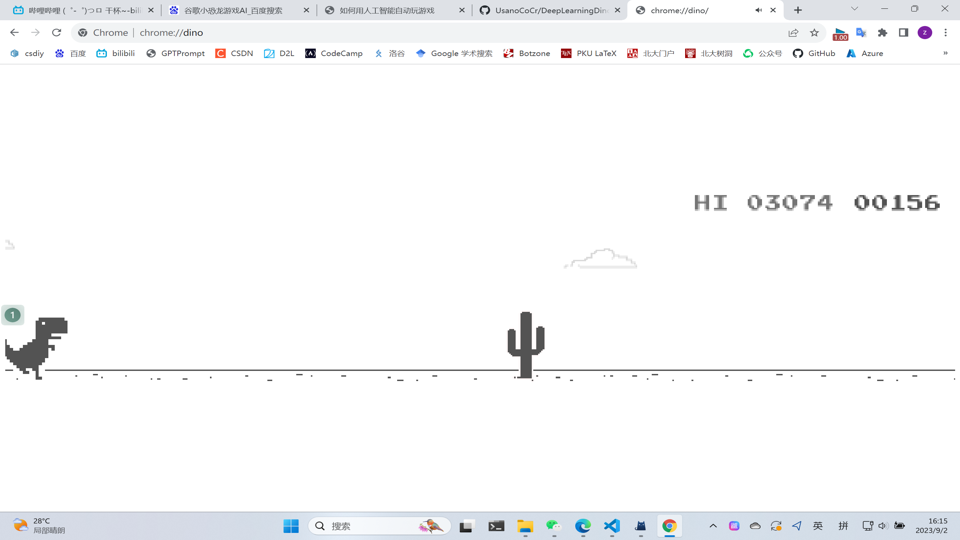 哔哩哔哩 (゜-゜)つロ 干杯~-bili
谷歌小恐龙游戏AI_百度搜索
如何用人工智能自动玩游戏
UsanoCoCr/DeepLearningDin
chrome://dino/
Chrome | chrome://dino
1.00
z
csdiy
百度
bilibili
GPTPrompt
CSDN
D2L
CodeCamp
洛谷
Google 学术搜索
Botzone
PKU LaTeX
北大门户
北大树洞
公众号
GitHub
Azure
»
HI 03074 00156
1
28°C
局部晴朗
搜索
英
拼
16:15
2023/9/2